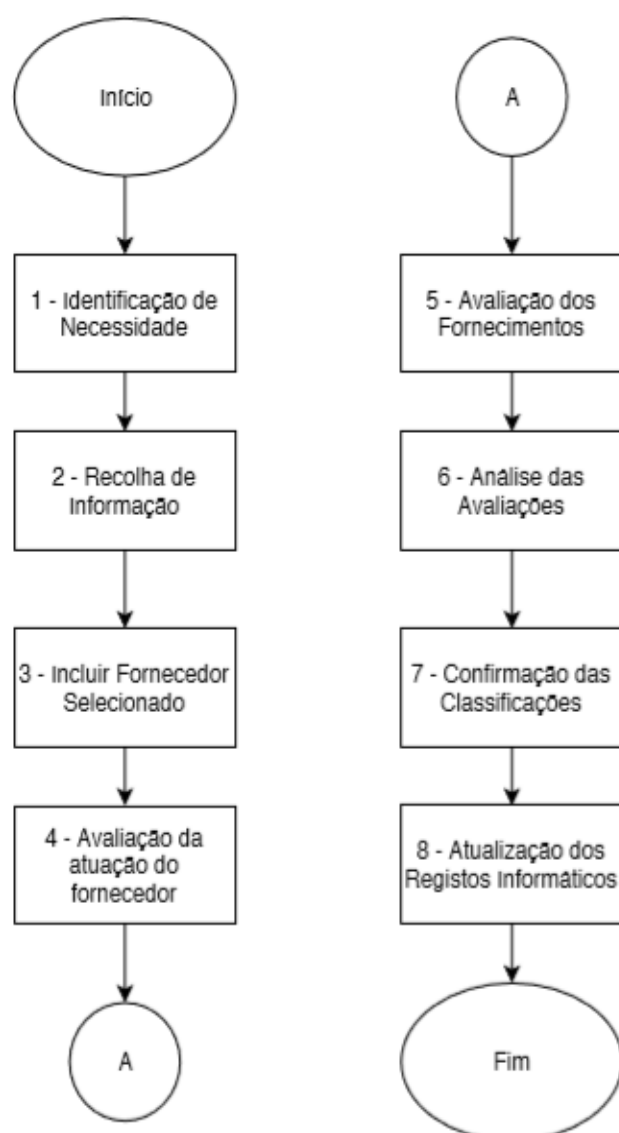 Início
1 - Identificação de
Necessidade
2 - Recolha de
Informação
3 - Incluir Fornecedor
Selecionado
4 - Avaliação da
atuação do
fornecedor
A
A
5 - Avaliação dos
Fornecimentos
6 - Análise das
Avaliações
7 - Confirmação das
Classificações
8 - Atualização dos
Registos Informáticos
Fim